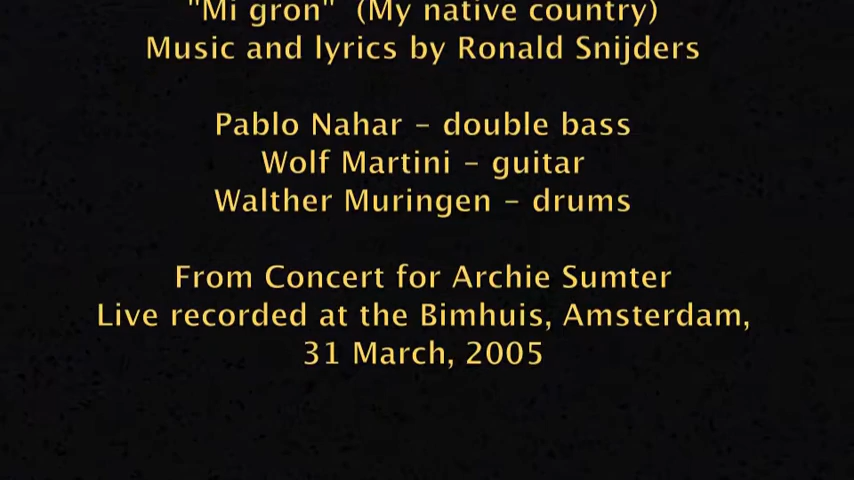 "Mi gron" (My native country)
Music and lyrics by Ronald Snijders
Pablo Nahar – double bass
Wolf Martini – guitar
Walther Muringen – drums
From Concert for Archie Sumter
Live recorded at the Bimhuis, Amsterdam,
31 March, 2005